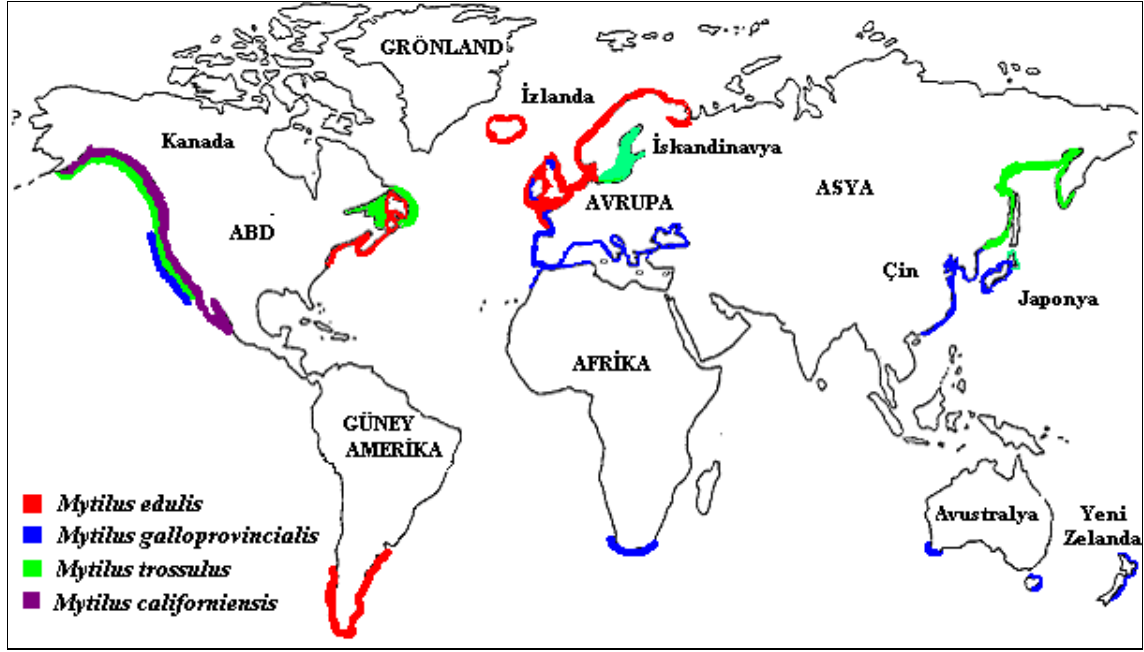 GRÖNLAND
İzlanda
Kanada
İskandinavya
ASYA
AVRUPA
ABD
Çin
Japonya
AFRİKA
GÜNEY
AMERİKA
Mytilus edulis
Mytilus galloprovincialis
Mytilus trossulus
Mytilus californiensis
Avustralya
Yeni
Zelanda